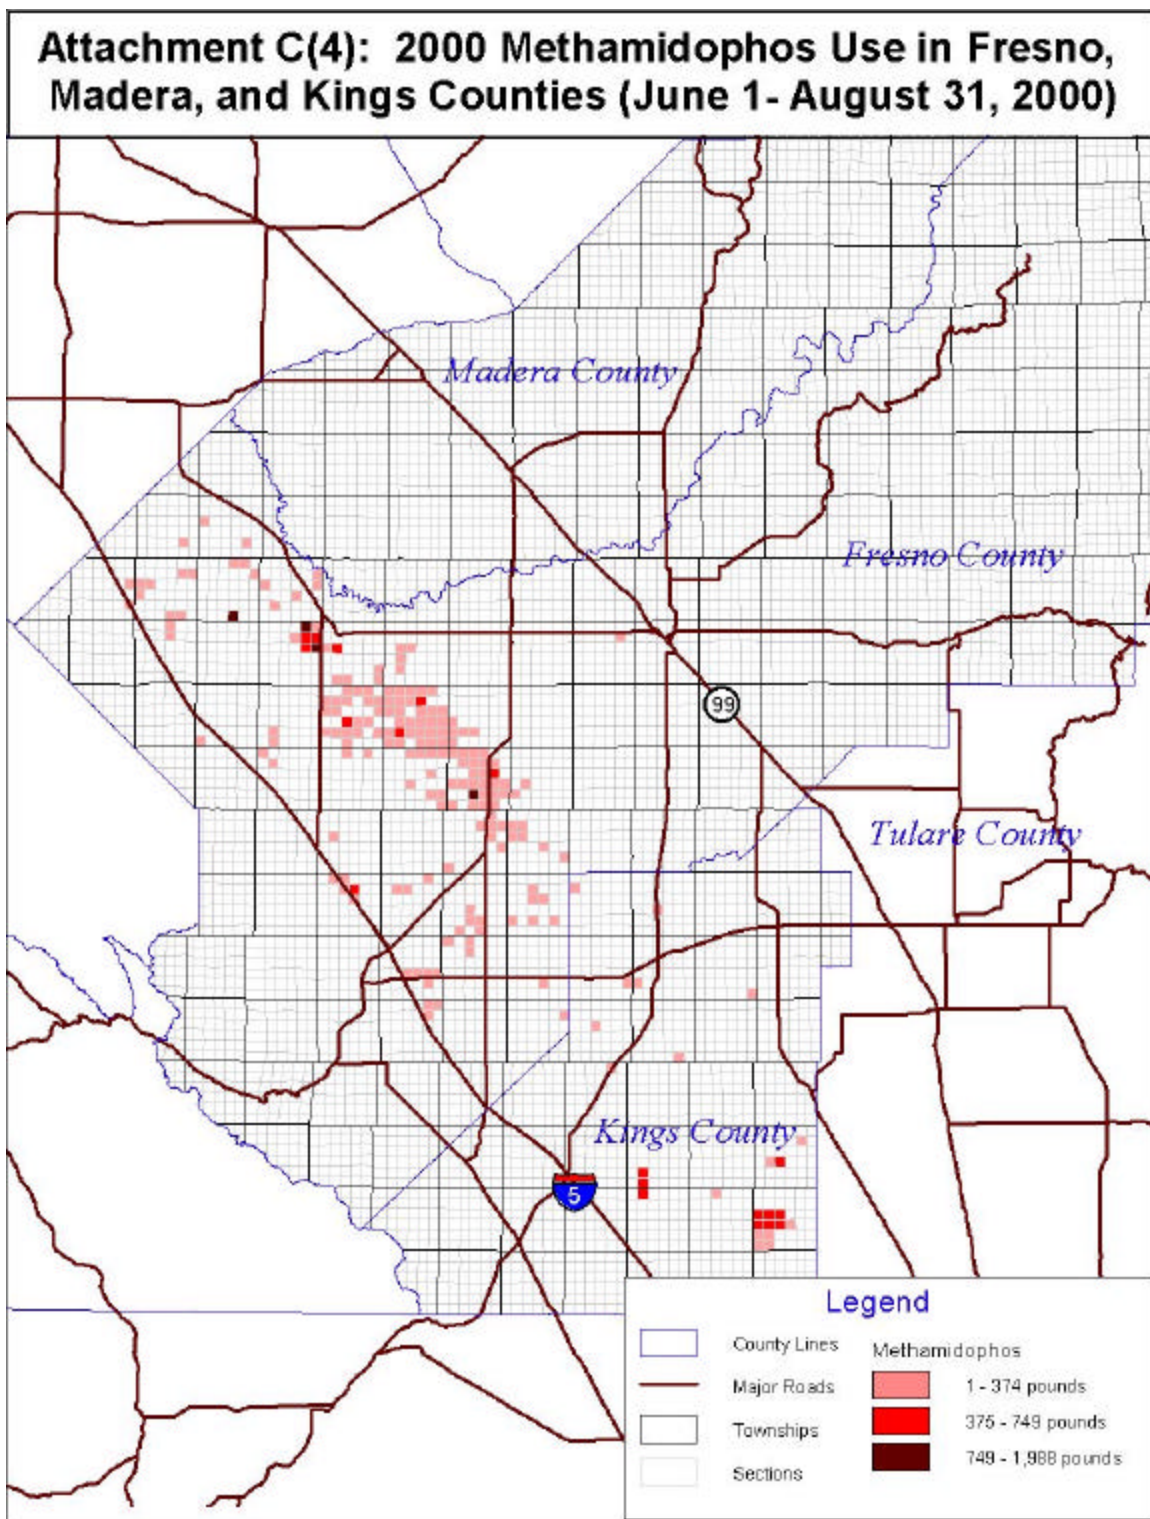 Attachment C(4): 2000 Methamidophos Use in Fresno,
Madera, and Kings Counties (June 1- August 31, 2000)
Madera County
Fresno County
99
Tulare County
Kings County
5
Legend
County Lines
Major Roads
Townships
Sections
Methamidophos
1 - 374 pounds
375 - 749 pounds
749 - 1,988 pounds